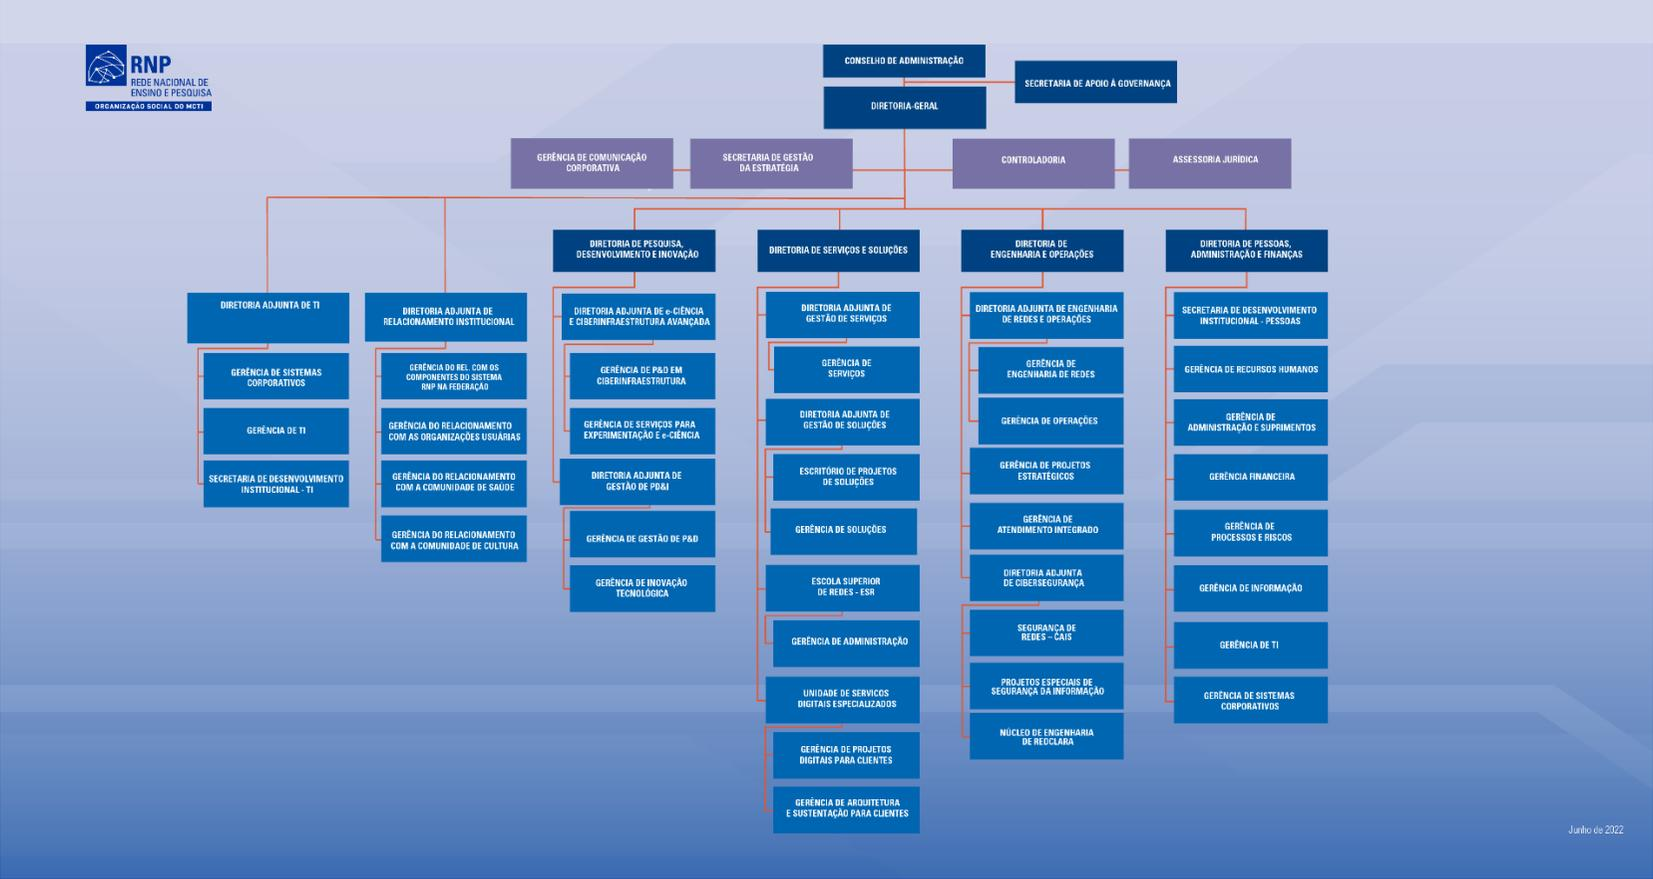 RNP
REDE NACIONAL DE
ENSINO E PESQUISA
ORGANIZAÇÃO SOCIAL DO MCTI
CONSELHO DE ADMINISTRAÇÃO
SECRETARIA DE APOIO À GOVERNANÇA
DIRETORIA-GERAL
GERÊNCIA DE COMUNICAÇÃO
CORPORATIVA
SECRETARIA DE GESTÃO
DA ESTRATÉGIA
CONTROLADORIA
ASSESSORIA JURÍDICA
DIRETORIA ADJUNTA DE TI
GERÊNCIA DE SISTEMAS
CORPORATIVOS
GERÊNCIA DE TI
SECRETARIA DE DESENVOLVIMENTO
INSTITUCIONAL - TI
DIRETORIA ADJUNTA DE
RELACIONAMENTO INSTITUCIONAL
GERÊNCIA DO REL. COM OS
COMPONENTES DO SISTEMA
RNP NA FEDERAÇÃO
GERÊNCIA DO RELACIONAMENTO
COM AS ORGANIZAÇÕES USUÁRIAS
GERÊNCIA DO RELACIONAMENTO
COM A COMUNIDADE DE SAÚDE
GERÊNCIA DO RELACIONAMENTO
COM A COMUNIDADE DE CULTURA
DIRETORIA DE PESQUISA,
DESENVOLVIMENTO E INOVAÇÃO
DIRETORIA ADJUNTA DE e-CIÊNCIA
E CIBERINFRAESTRUTURA AVANÇADA
GERÊNCIA DE P&D EM
CIBERINFRAESTRUTURA
GERÊNCIA DE SERVIÇOS PARA
EXPERIMENTAÇÃO E e-CIÊNCIA
DIRETORIA ADJUNTA DE
GESTÃO DE PD&I
GERÊNCIA DE GESTÃO DE P&D
GERÊNCIA DE INOVAÇÃO
TECNOLÓGICA
DIRETORIA DE SERVIÇOS E SOLUÇÕES
DIRETORIA ADJUNTA DE
GESTÃO DE SERVIÇOS
GERÊNCIA DE
SERVIÇOS
DIRETORIA ADJUNTA DE
GESTÃO DE SOLUÇÕES
ESCRITÓRIO DE PROJETOS
DE SOLUÇÕES
GERÊNCIA DE SOLUÇÕES
ESCOLA SUPERIOR
DE REDES - ESR
GERÊNCIA DE ADMINISTRAÇÃO
UNIDADE DE SERVICOS
DIGITAIS ESPECIALIZADOS
GERÊNCIA DE PROJETOS
DIGITAIS PARA CLIENTES
GERÊNCIA DE ARQUITETURA
E SUSTENTAÇÃO PARA CLIENTES
DIRETORIA DE
ENGENHARIA E OPERAÇÕES
DIRETORIA ADJUNTA DE ENGENHARIA
DE REDES E OPERAÇÕES
GERÊNCIA DE
ENGENHARIA DE REDES
GERÊNCIA DE OPERAÇÕES
GERÊNCIA DE PROJETOS
ESTRATÉGICOS
GERÊNCIA DE
ATENDIMENTO INTEGRADO
DIRETORIA ADJUNTA
DE CIBERSEGURANÇA
SEGURANÇA DE
REDES – CAIS
PROJETOS ESPECIAIS DE
SEGURANÇA DA INFORMAÇÃO
NÚCLEO DE ENGENHARIA
DE REDCLARA
DIRETORIA DE PESSOAS,
ADMINISTRAÇÃO E FINANÇAS
SECRETARIA DE DESENVOLVIMENTO
INSTITUCIONAL - PESSOAS
GERÊNCIA DE RECURSOS HUMANOS
GERÊNCIA DE
ADMINISTRAÇÃO E SUPRIMENTOS
GERÊNCIA FINANCEIRA
GERÊNCIA DE
PROCESSOS E RISCOS
GERÊNCIA DE INFORMAÇÃO
GERÊNCIA DE TI
GERÊNCIA DE SISTEMAS
CORPORATIVOS
Junho de 2022